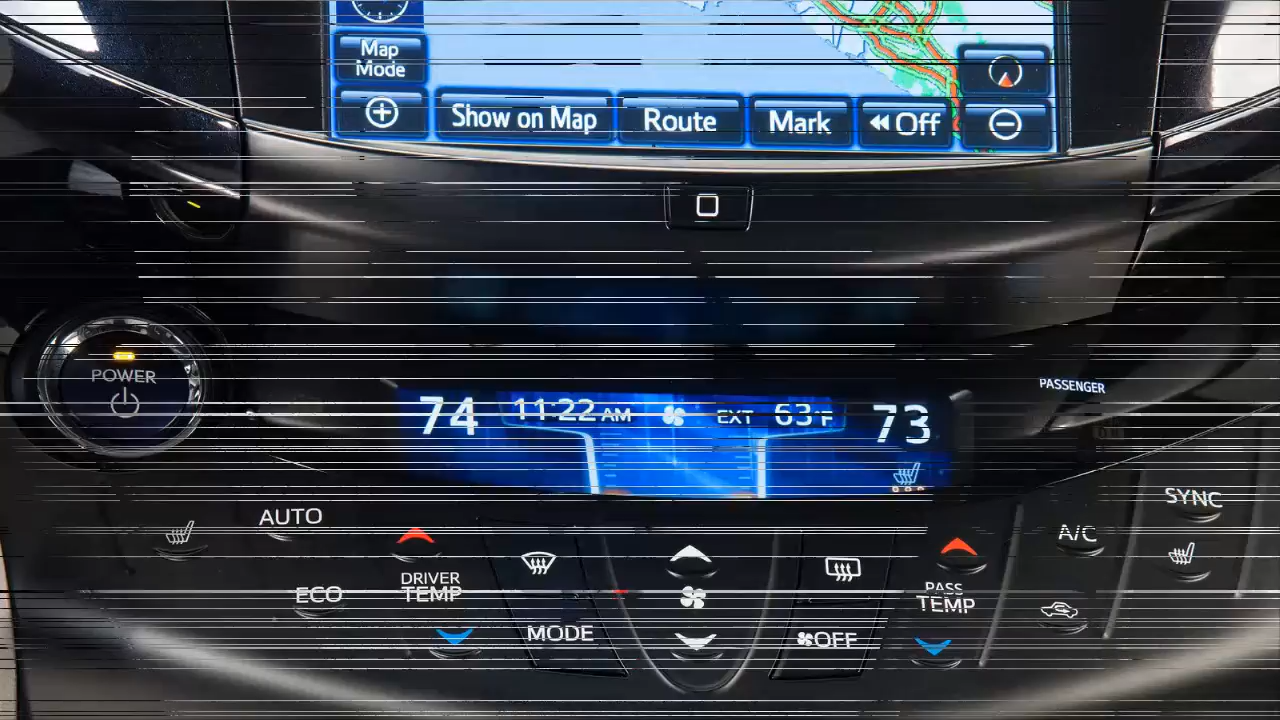 Map
Mode
Show on Map
Route
Mark
Off
POWER
PASSENGER
74
11:22 AM
EXT
63°F
73
SYNC
AUTO
A/C
ECO
DRIVER
TEMP
PASS
TEMP
MODE
OFF